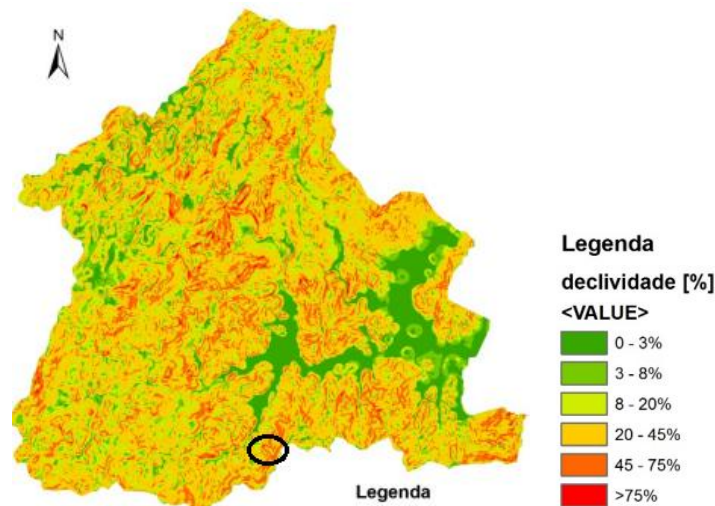 N
Legenda
declividade [%]
<VALUE>
0 - 3%
3 - 8%
8 - 20%
20 - 45%
45 - 75%
>75%
Legenda